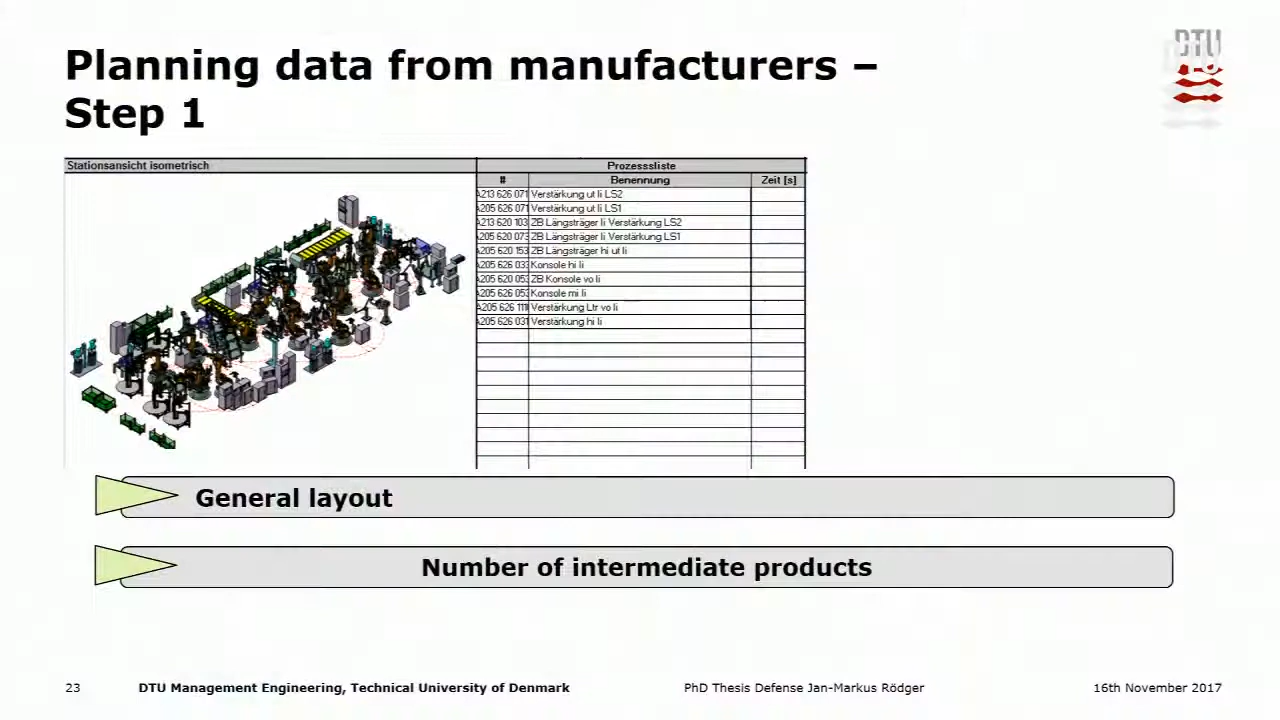 Planning data from manufacturers –
Step 1
DTU
Stationsansicht isometrisch
Prozessliste
# Benennung Zeit [s]
A213 626 071 Verstärkung ut li LS2
A205 626 071 Verstärkung ut li LS1
A213 620 103 ZB Längsträger li Verstärkung LS2
A205 620 073 ZB Längsträger li Verstärkung LS1
A205 620 153 ZB Längsträger hi ut li
A205 626 033 Konsole hi li
A205 620 053 ZB Konsole vo li
A205 626 053 Konsole mi li
A205 626 111 Verstärkung Ltr vo li
A205 626 031 Verstärkung hi li
General layout
Number of intermediate products
23 DTU Management Engineering, Technical University of Denmark PhD Thesis Defense Jan-Markus Rödger 16th November 2017